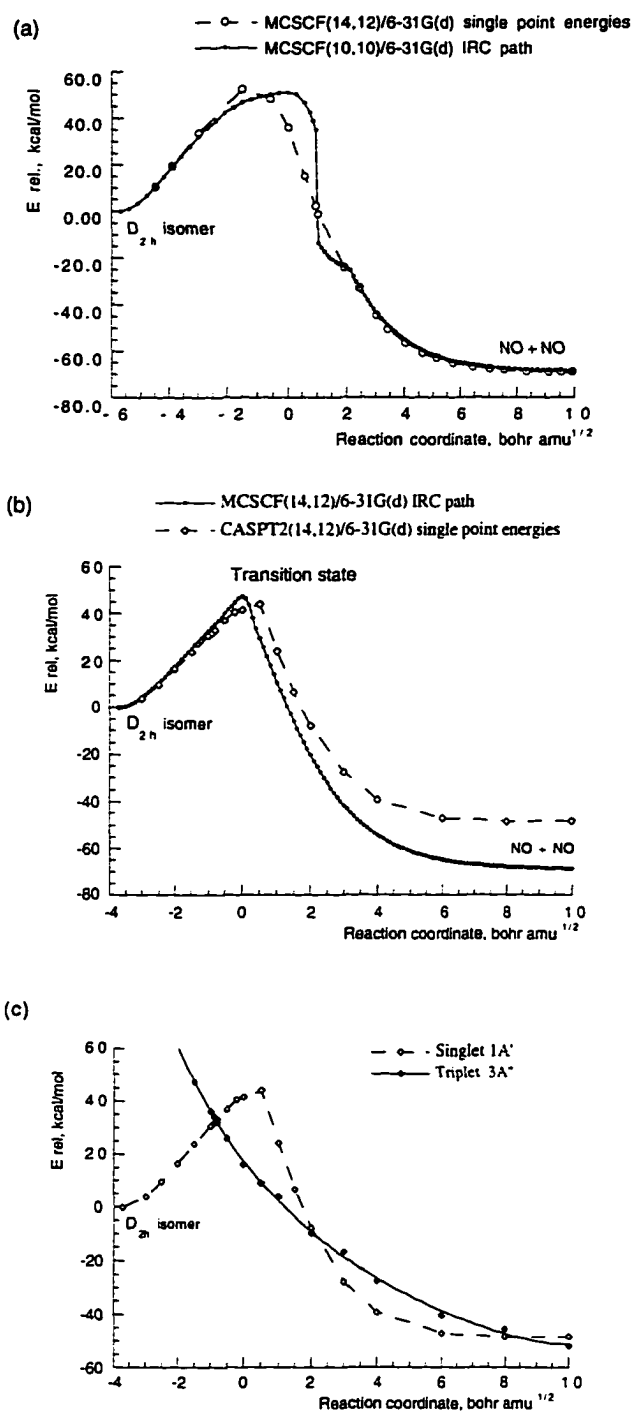 (a)
MCSCF(14,12)/6-31G(d) single point energies
MCSCF(10,10)/6-31G(d) IRC path
E rel., kcal/mol
60.0
40.0
20.0
0.00
-20.0
-40.0
-60.0
-80.0
D2h isomer
NO + NO
-6 -5 -4 -2 0 2 4 6 8 10
Reaction coordinate, bohr amu1/2
(b)
MCSCF(14,12)/6-31G(d) IRC path
CASPT2(14,12)/6-31G(d) single point energies
Transition state
E rel, kcal/mol
60
40
20
0
-20
-40
-60
-80
D2h isomer
NO + NO
-4 -2 0 2 4 6 8 10
Reaction coordinate, bohr amu1/2
(c)
Singlet 1A'
Triplet 3A"
E rel, kcal/mol
60
40
20
0
-20
-40
-60
D2h isomer
-4 -3 -2 -1 0 2 4 6 8 10
Reaction coordinate, bohr amu1/2